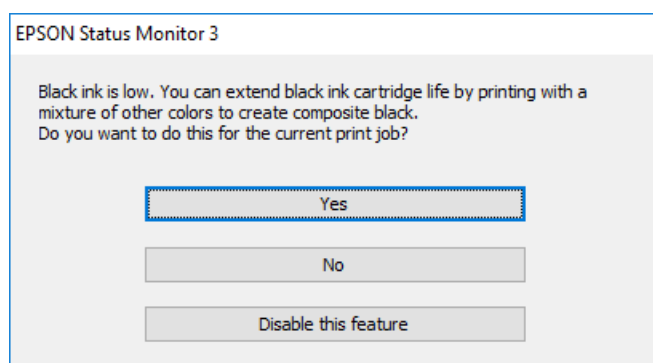 EPSON Status Monitor 3
Black ink is low. You can extend black ink cartridge life by printing with a
mixture of other colors to create composite black.
Do you want to do this for the current print job?
Yes
No
Disable this feature